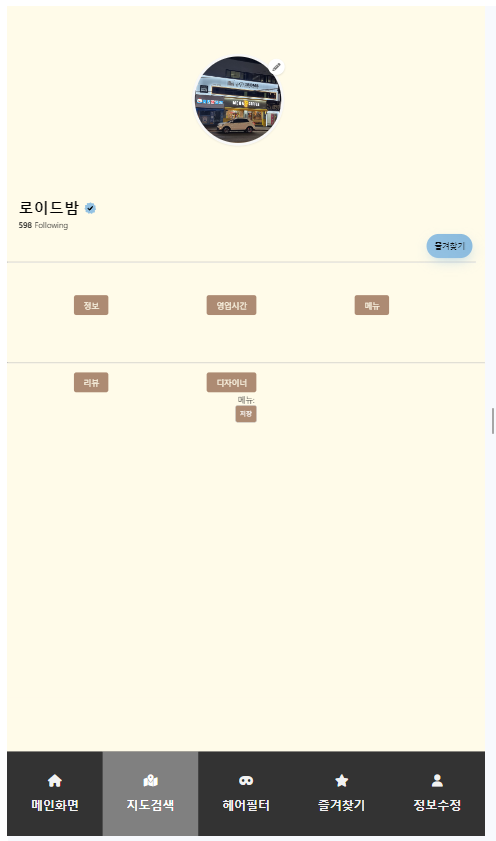 로이드밤
598 Following
즐겨찾기
정보 영업시간 메뉴
리뷰 디자이너
메뉴:
저장
메인화면 지도검색 헤어필터 즐겨찾기 정보수정